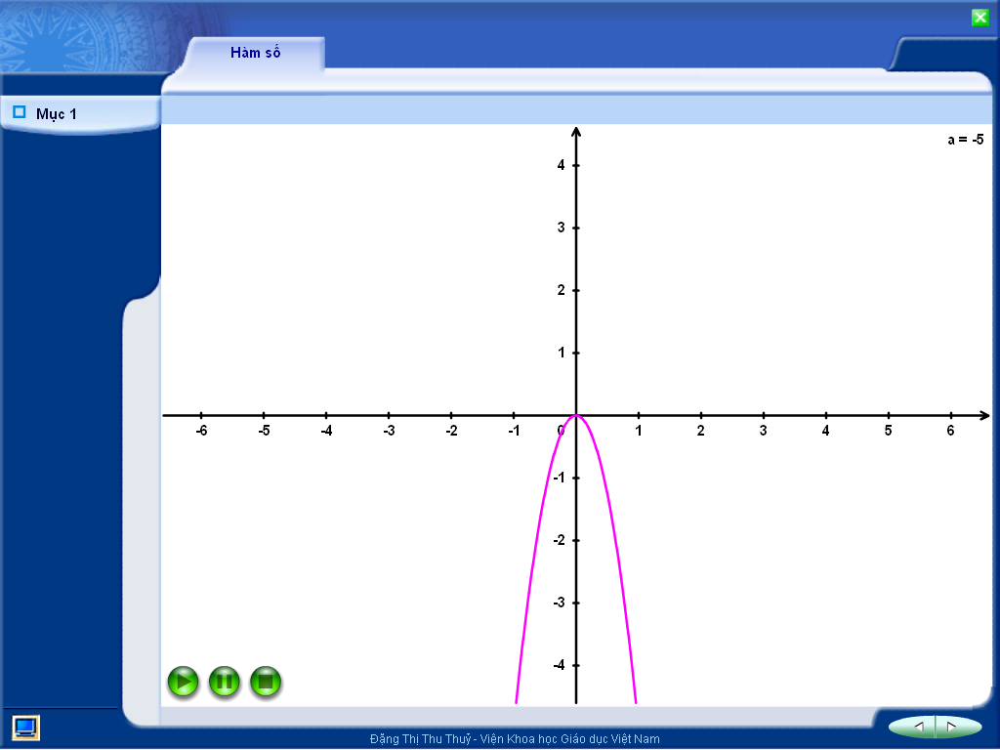 Hàm số
Mục 1
a = -5
4
3
2
1
-6 -5 -4 -3 -2 -1 0 1 2 3 4 5 6
-1
-2
-3
-4
Đặng Thị Thu Thuỷ - Viện Khoa học Giáo dục Việt Nam